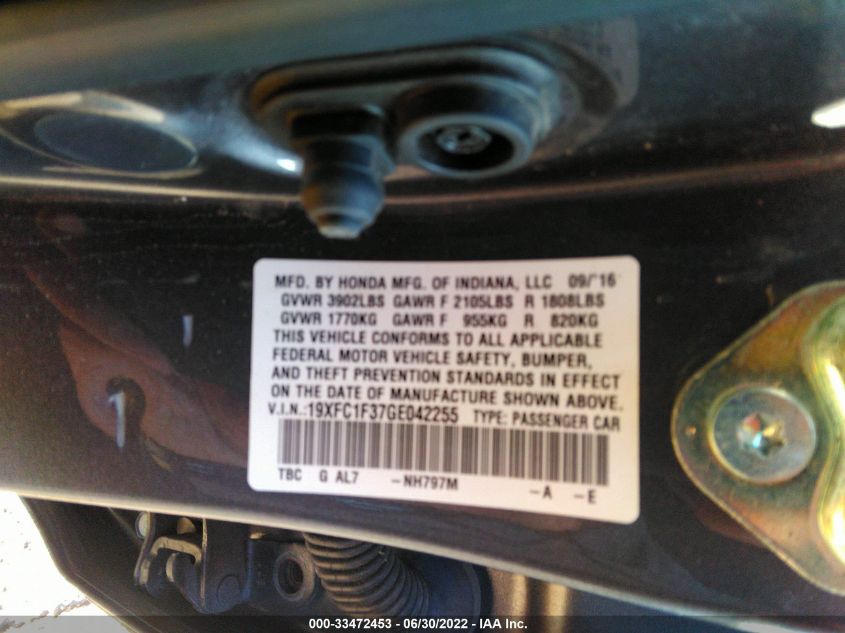 MFD. BY HONDA MFG. OF INDIANA, LLC 09/'16
GVWR 3902LBS GAWR F 2105LBS R 1808LBS
GVWR 1770KG GAWR F 955KG R 820KG
THIS VEHICLE CONFORMS TO ALL APPLICABLE
FEDERAL MOTOR VEHICLE SAFETY, BUMPER,
AND THEFT PREVENTION STANDARDS IN EFFECT
ON THE DATE OF MANUFACTURE SHOWN ABOVE.
V.I.N.:19XFC1F37GE042255 TYPE: PASSENGER CAR
TBC G AL7 -NH797M -A -E
000-33472453 - 06/30/2022 - IAA Inc.